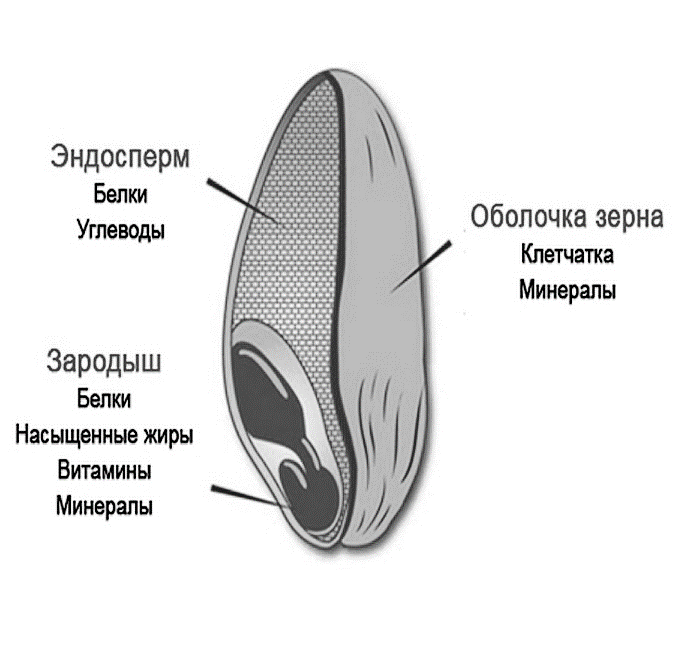 Эндосперм
Белки
Углеводы
Оболочка зерна
Клетчатка
Минералы
Зародыш
Белки
Насыщенные жиры
Витамины
Минералы